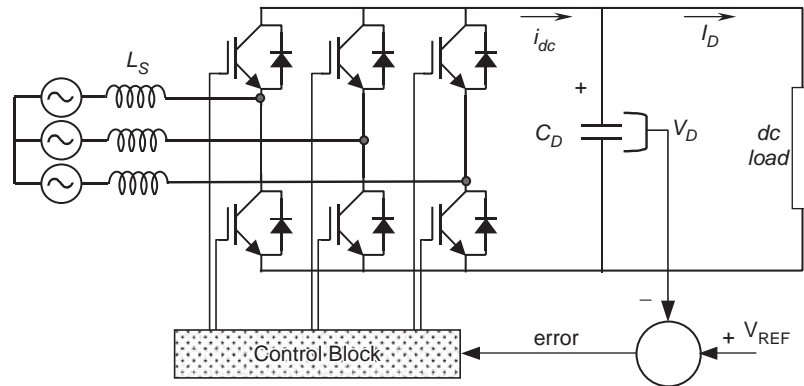 L_S
i_dc
I_D
+
C_D
V_D
dc
load
−
+ V_REF
error
Control Block